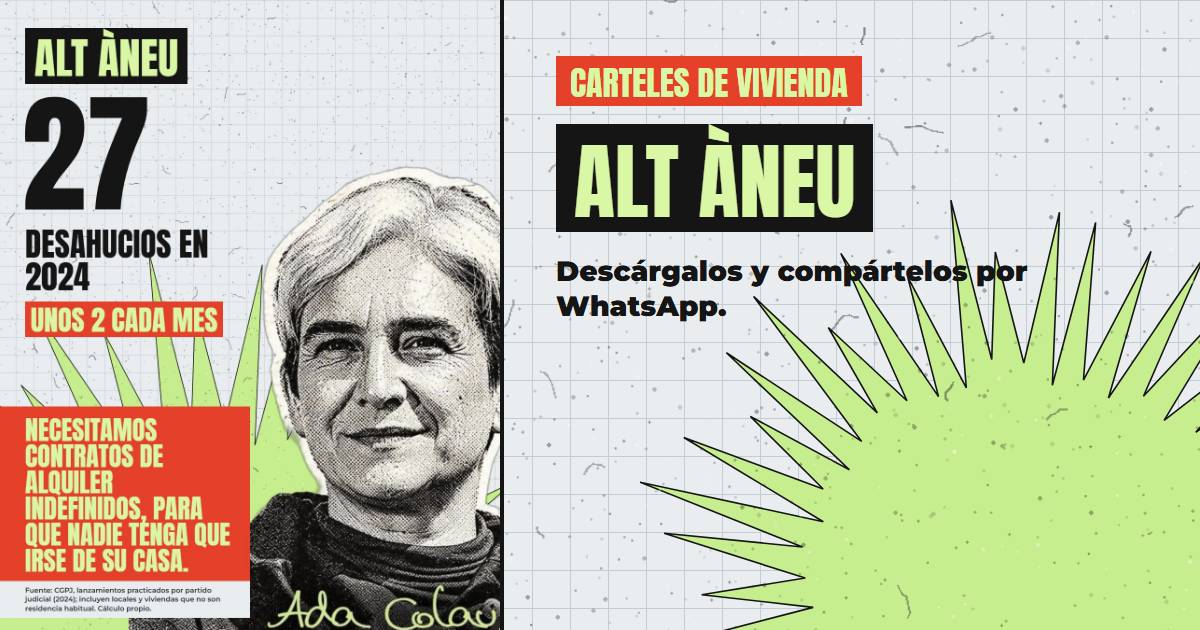 ALT ÀNEU
27
DESAHUCIOS EN
2024
UNOS 2 CADA MES
NECESITAMOS
CONTRATOS DE
ALQUILER
INDEFINIDOS, PARA
QUE NADIE TENGA QUE
IRSE DE SU CASA.
Fuente: CGPJ, lanzamientos practicados por partido
judicial (2024); incluyen locales y viviendas que no son
residencia habitual. Cálculo propio.
Ada Colau
CARTELES DE VIVIENDA
ALT ÀNEU
Descárgalos y compártelos por
WhatsApp.